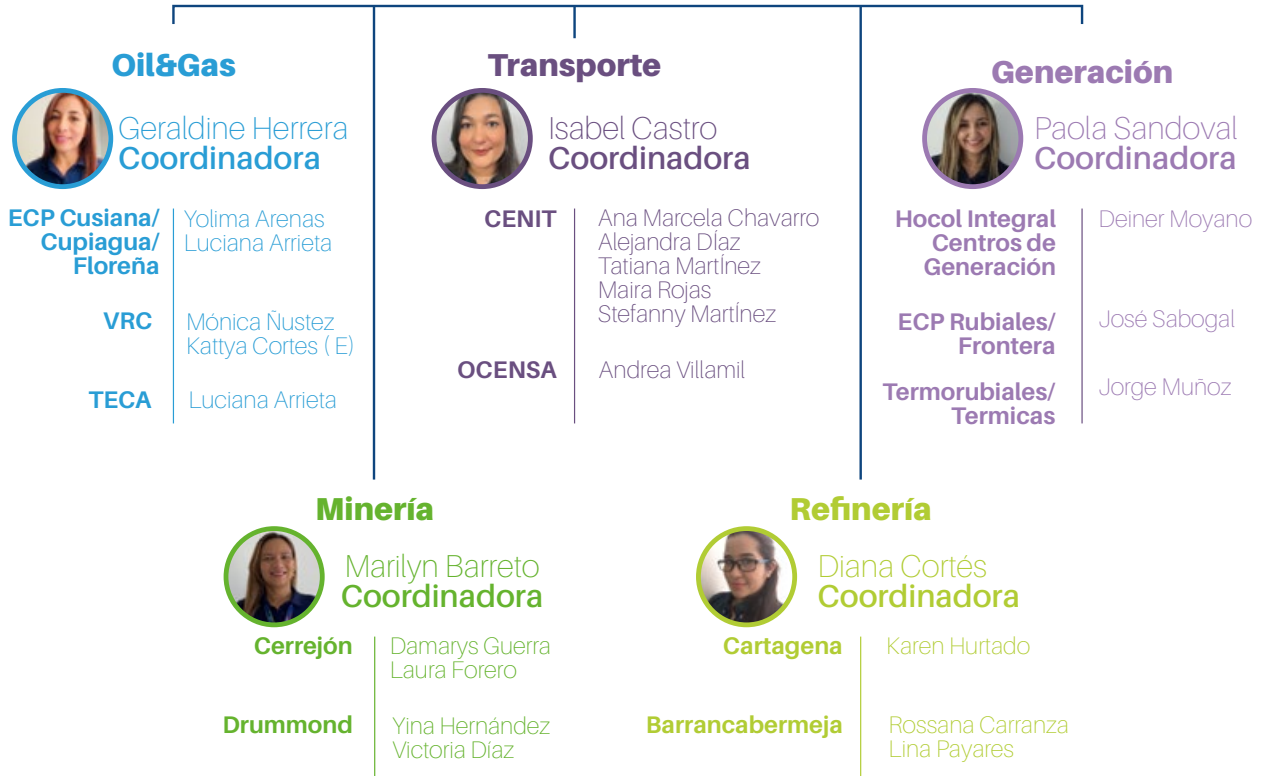 Oil&Gas
Geraldine Herrera
Coordinadora
ECP Cusiana/
Cupiagua/
Floreña
Yolima Arenas
Luciana Arrieta
VRC
Mónica Ñustez
Kattya Cortes ( E)
TECA
Luciana Arrieta
Transporte
Isabel Castro
Coordinadora
CENIT
Ana Marcela Chavarro
Alejandra DÍaz
Tatiana MartÍnez
Maira Rojas
Stefanny MartÍnez
OCENSA
Andrea Villamil
Generación
Paola Sandoval
Coordinadora
Hocol Integral
Centros de
Generación
Deiner Moyano
ECP Rubiales/
Frontera
José Sabogal
Termorubiales/
Termicas
Jorge Muñoz
Minería
Marilyn Barreto
Coordinadora
Cerrejón
Damarys Guerra
Laura Forero
Drummond
Yina Hernández
Victoria Díaz
Refinería
Diana Cortés
Coordinadora
Cartagena
Karen Hurtado
Barrancabermeja
Rossana Carranza
Lina Payares